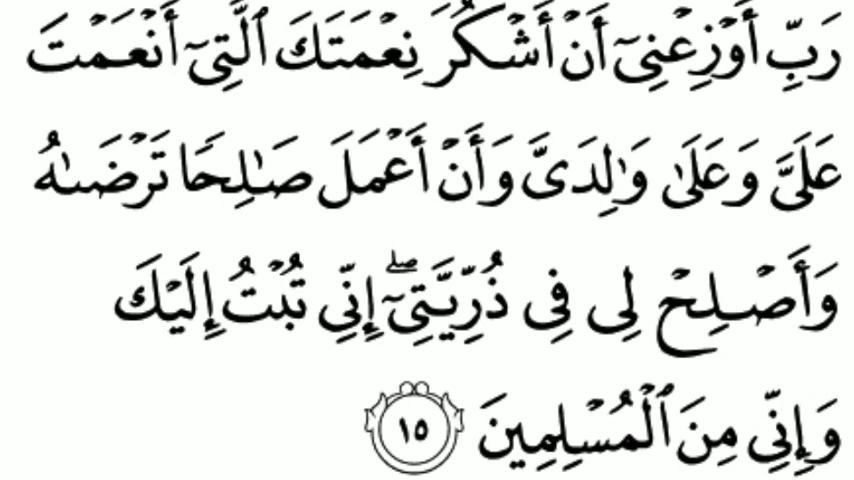 رَبِّ أَوْزِعْنِىٓ أَنْ أَشْكُرَ نِعْمَتَكَ ٱلَّتِىٓ أَنْعَمْتَ
عَلَىَّ وَعَلَىٰ وَٰلِدَىَّ وَأَنْ أَعْمَلَ صَٰلِحًا تَرْضَىٰهُ
وَأَصْلِحْ لِى فِى ذُرِّيَّتِىٓ ۖ إِنِّى تُبْتُ إِلَيْكَ
وَإِنِّى مِنَ ٱلْمُسْلِمِينَ ١٥